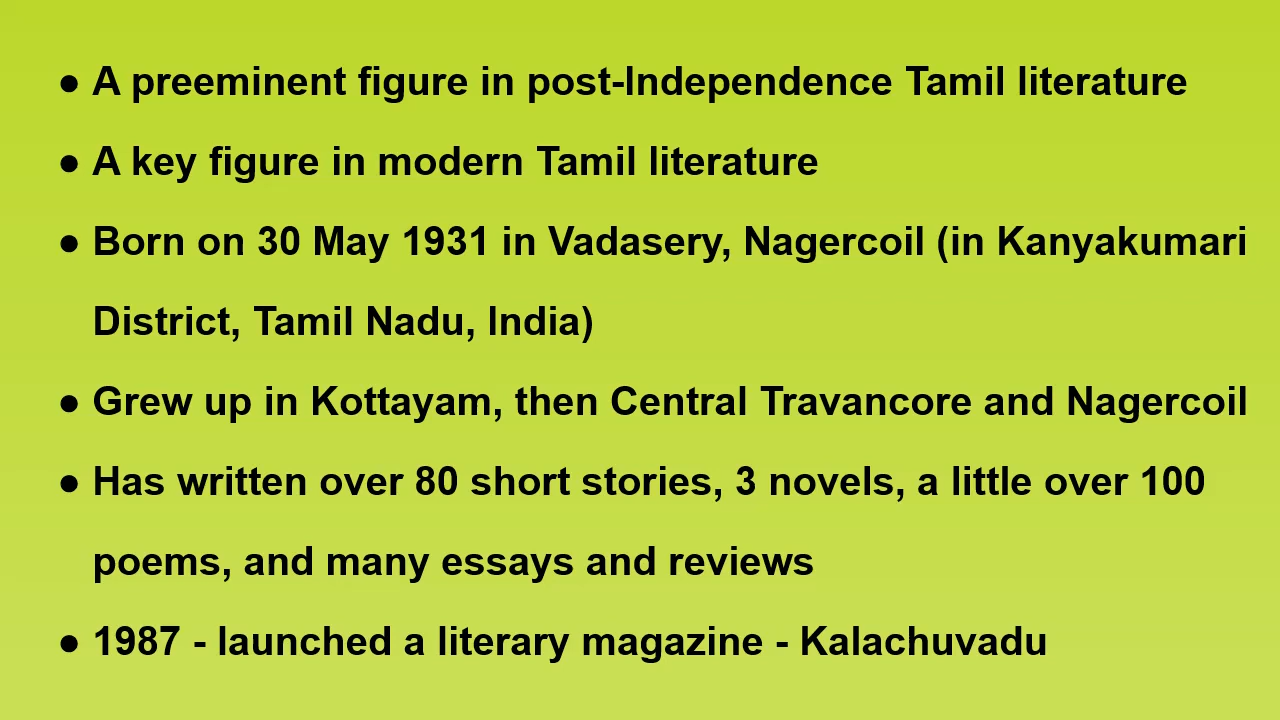 ● A preeminent figure in post-Independence Tamil literature
● A key figure in modern Tamil literature
● Born on 30 May 1931 in Vadasery, Nagercoil (in Kanyakumari
District, Tamil Nadu, India)
● Grew up in Kottayam, then Central Travancore and Nagercoil
● Has written over 80 short stories, 3 novels, a little over 100
poems, and many essays and reviews
● 1987 - launched a literary magazine - Kalachuvadu